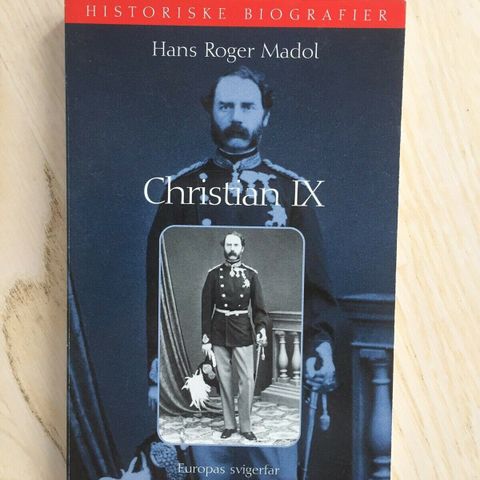 HISTORISKE BIOGRAFIER
Hans Roger Madol
Christian IX
Europas svigerfar